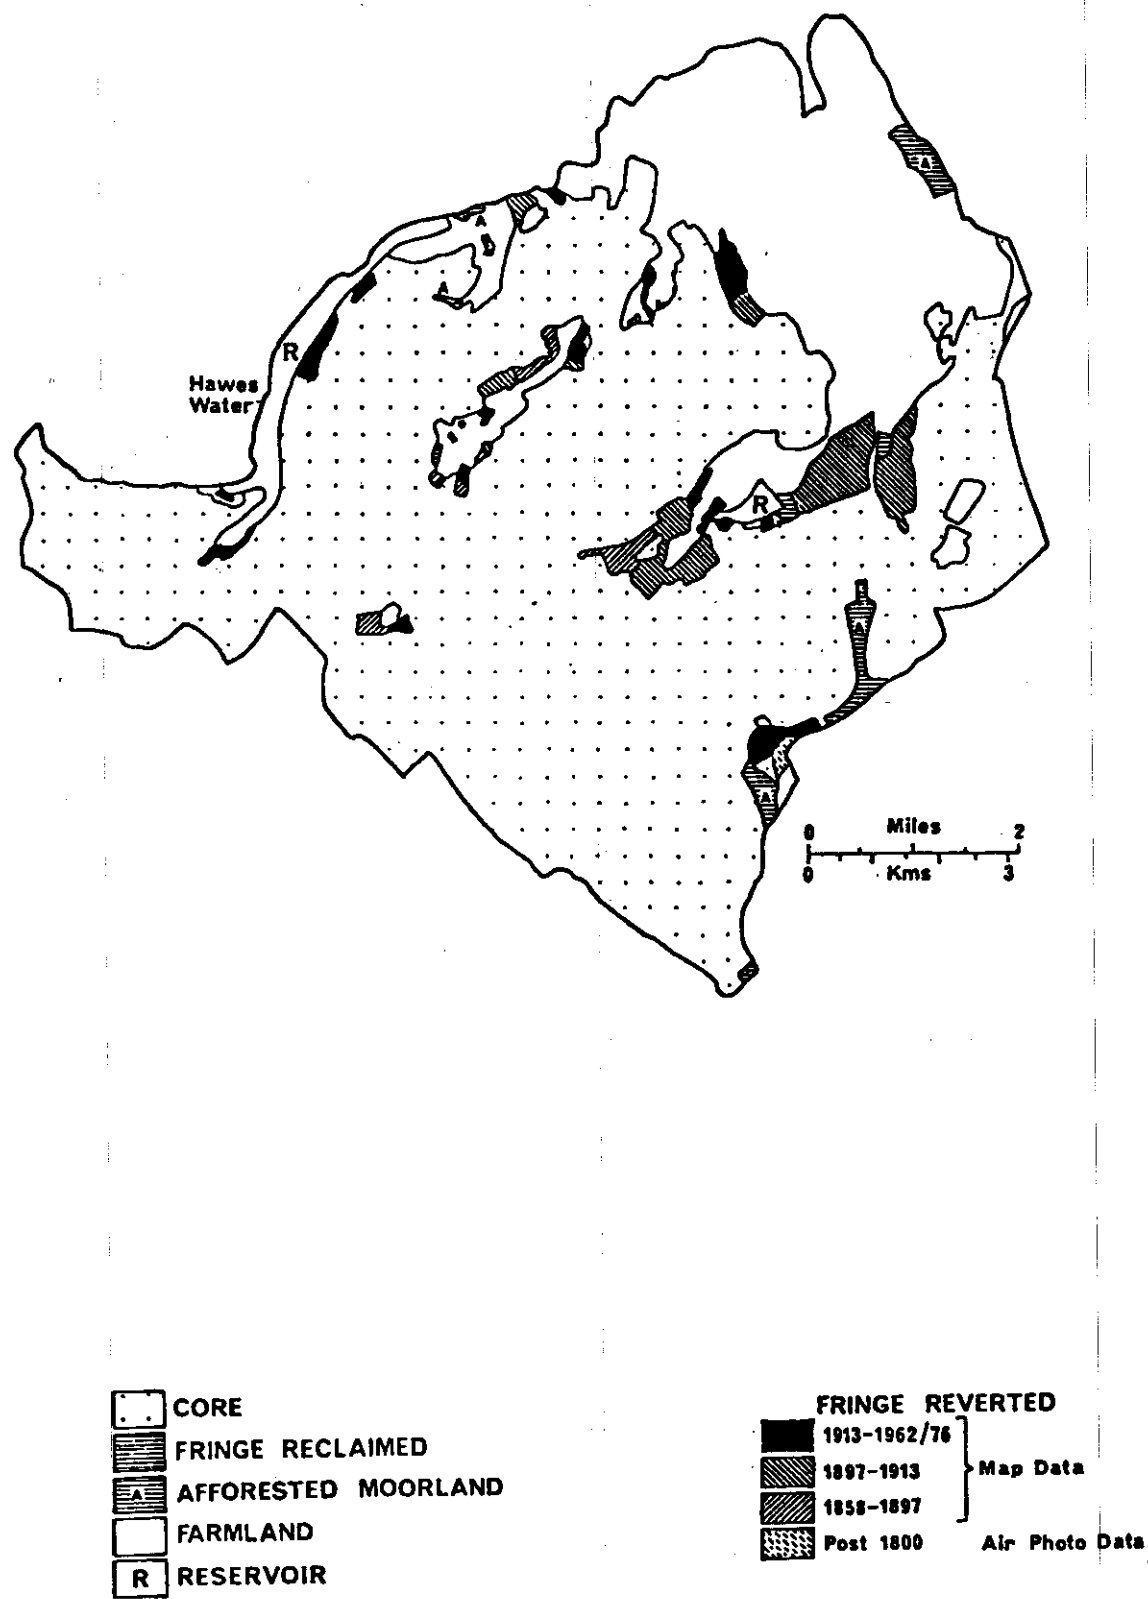 A
A
A
R
Hawes
Water
R
A
A
0 Miles 2
0 Kms 3
CORE
FRINGE RECLAIMED
A AFFORESTED MOORLAND
FARMLAND
R RESERVOIR
FRINGE REVERTED
1913-1962/76
1897-1913 Map Data
1858-1897
Post 1800 Air Photo Data